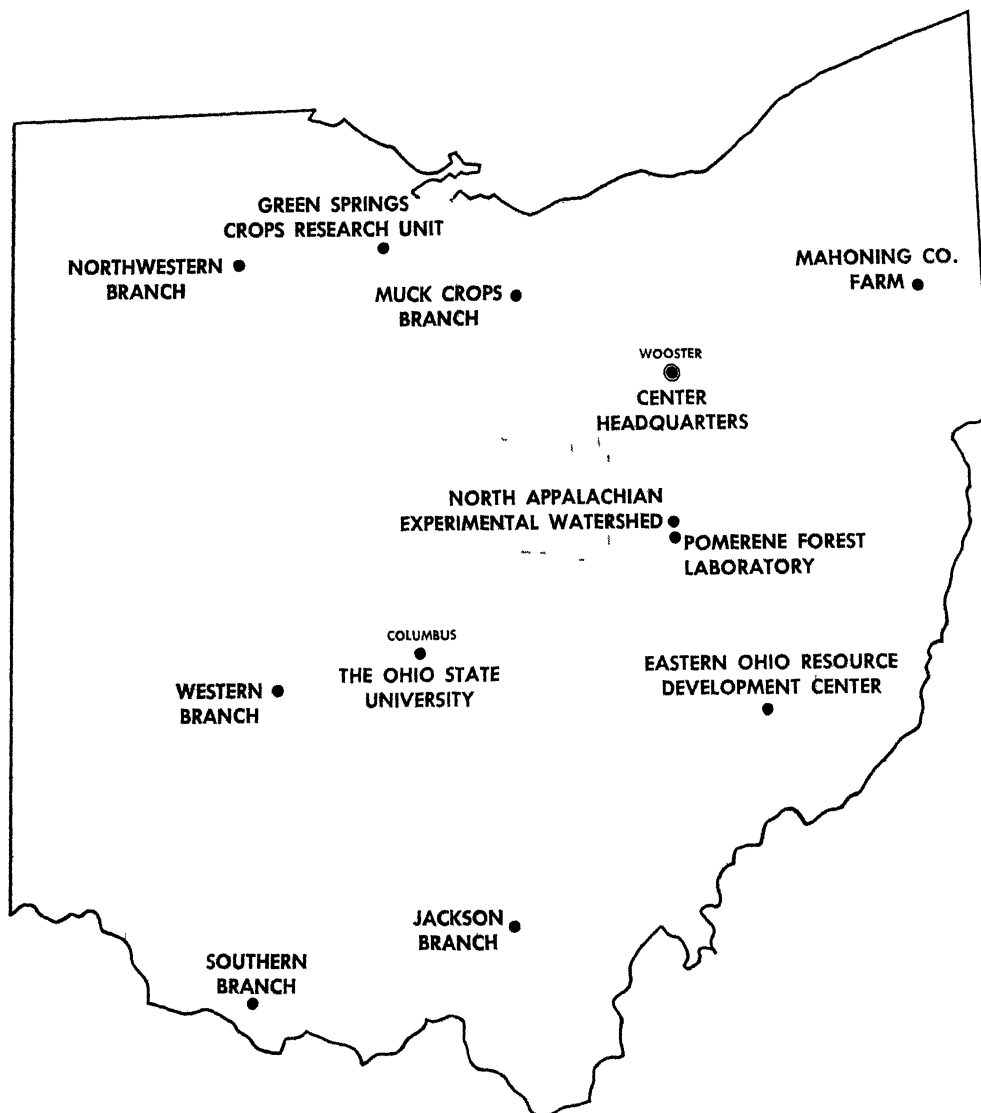 GREEN SPRINGS
CROPS RESEARCH UNIT
NORTHWESTERN
BRANCH
MUCK CROPS
BRANCH
MAHONING CO.
FARM
WOOSTER
CENTER
HEADQUARTERS
NORTH APPALACHIAN
EXPERIMENTAL WATERSHED
POMERENE FOREST
LABORATORY
COLUMBUS
THE OHIO STATE
UNIVERSITY
WESTERN
BRANCH
EASTERN OHIO RESOURCE
DEVELOPMENT CENTER
JACKSON
BRANCH
SOUTHERN
BRANCH